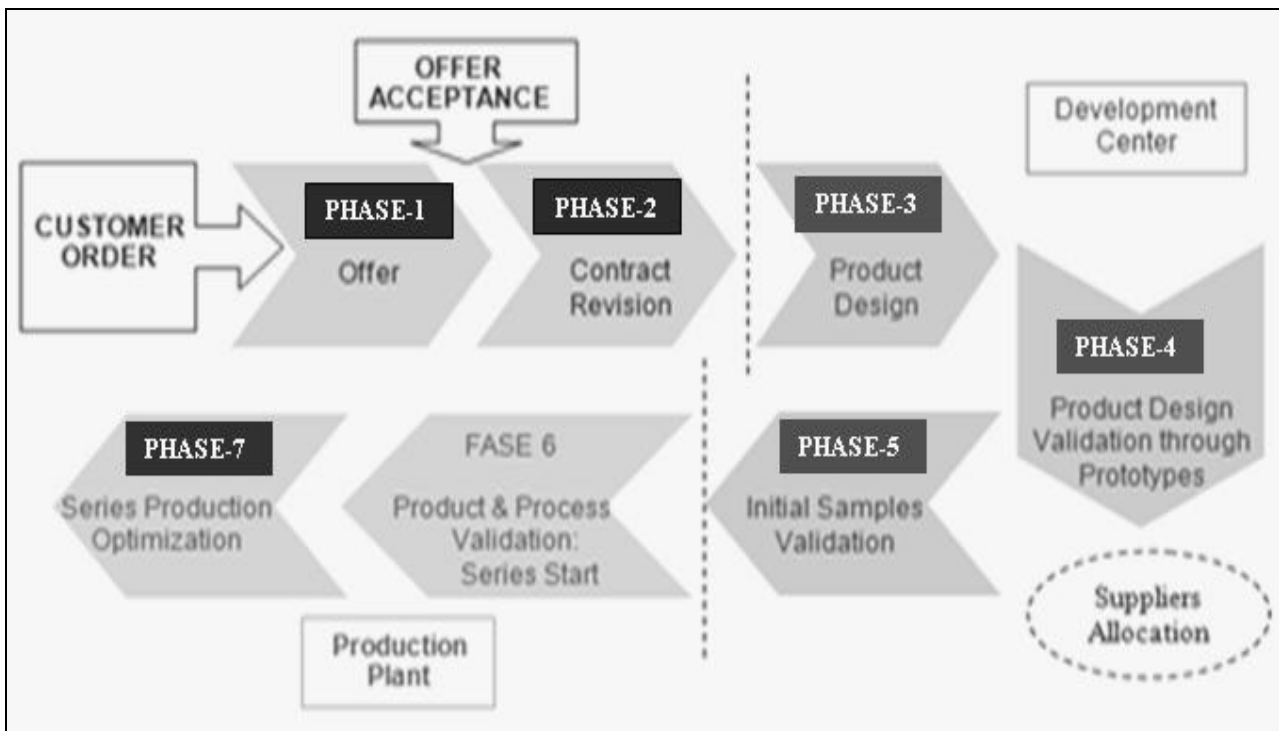 OFFER
ACCEPTANCE
CUSTOMER
ORDER
PHASE-1
Offer
PHASE-2
Contract
Revision
PHASE-3
Product
Design
Development
Center
PHASE-4
Product Design
Validation through
Prototypes
Suppliers
Allocation
PHASE-5
Initial Samples
Validation
FASE 6
Product & Process
Validation:
Series Start
PHASE-7
Series Production
Optimization
Production
Plant